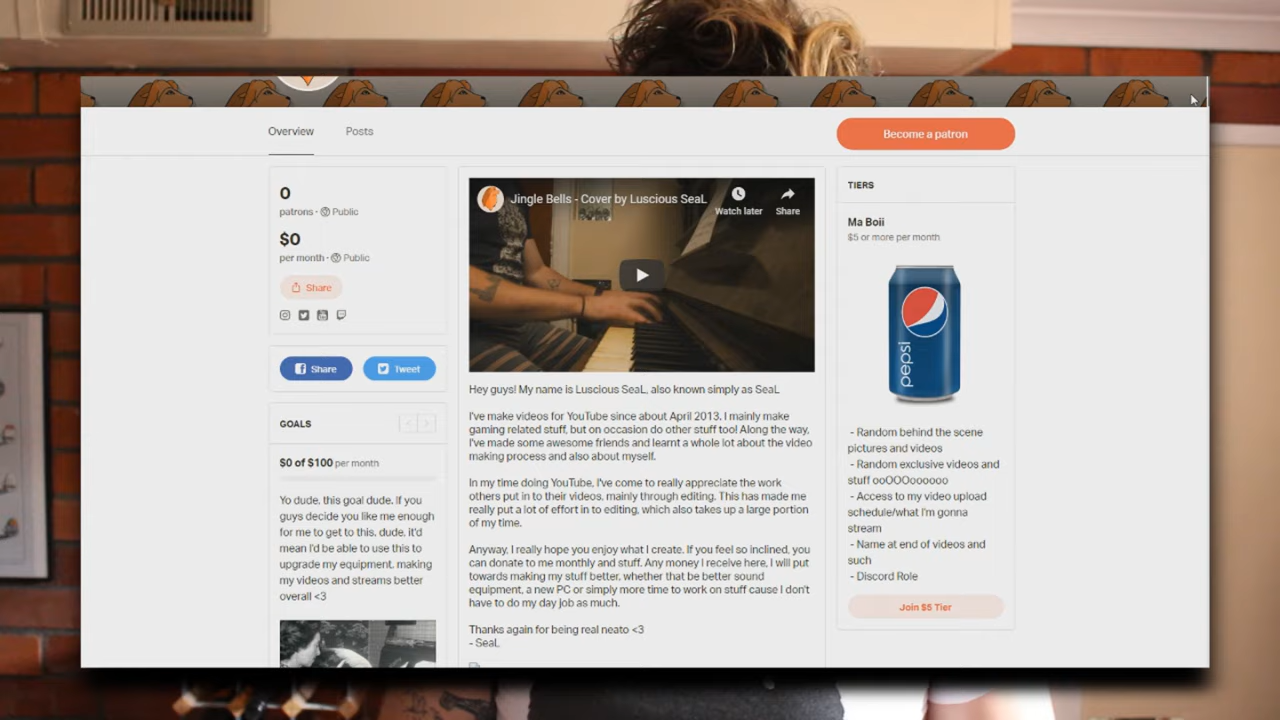 Overview
Posts
Become a patron
0
patrons · Public
$0
per month · Public
Share
Share
Tweet
GOALS
$0 of $100 per month
Yo dude, this goal dude. If you
guys decide you like me enough
for me to get to this, dude, it'd
mean I'd be able to use this to
upgrade my equipment, making
my videos and streams better
overall <3
Jingle Bells - Cover by Luscious SeaL
Watch later
Share
Hey guys! My name is Luscious SeaL, also known simply as SeaL
I've make videos for YouTube since about April 2013. I mainly make
gaming related stuff, but on occasion do other stuff too! Along the way,
I've made some awesome friends and learnt a whole lot about the video
making process and also about myself.
In my time doing YouTube, I've come to really appreciate the work
others put in to their videos, mainly through editing. This has made me
really put a lot of effort in to editing, which also takes up a large portion
of my time.
Anyway, I really hope you enjoy what I create. If you feel so inclined, you
can donate to me monthly and stuff. Any money I receive here, I will put
towards making my stuff better, whether that be better sound
equipment, a new PC or simply more time to work on stuff cause I don't
have to do my day job as much.
Thanks again for being real neato <3
- SeaL
TIERS
Ma Boii
$5 or more per month
pepsi
- Random behind the scene
pictures and videos
- Random exclusive videos and
stuff ooOOOoooooo
- Access to my video upload
schedule/what I'm gonna
stream
- Name at end of videos and
such
- Discord Role
Join $5 Tier